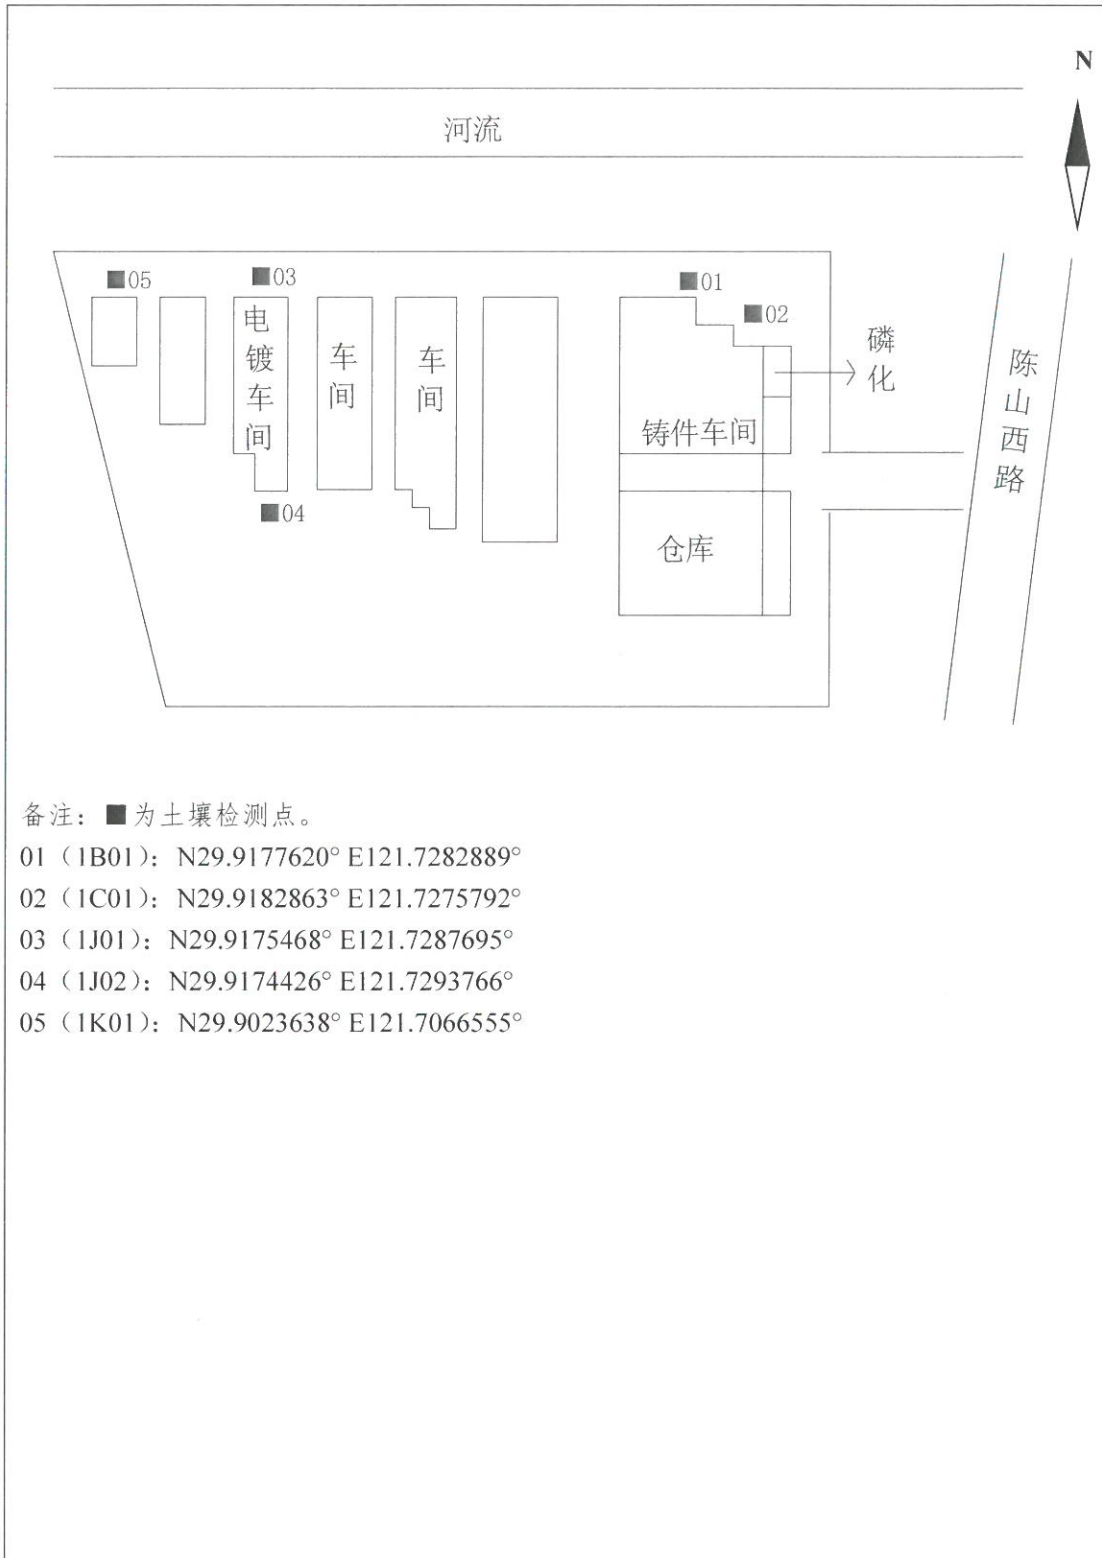 N
河流
■05
■03
■01
■02
电镀车间
车间
车间
磷化
陈山西路
铸件车间
■04
仓库
备注：■为土壤检测点。
01（1B01）：N29.9177620° E121.7282889°
02（1C01）：N29.9182863° E121.7275792°
03（1J01）：N29.9175468° E121.7287695°
04（1J02）：N29.9174426° E121.7293766°
05（1K01）：N29.9023638° E121.7066555°